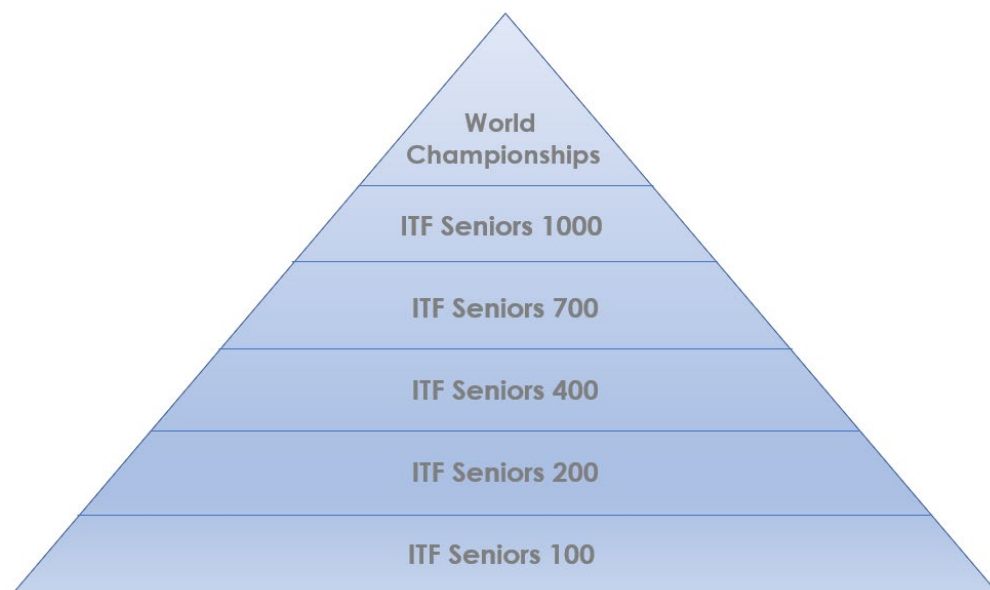 World
Championships
ITF Seniors 1000
ITF Seniors 700
ITF Seniors 400
ITF Seniors 200
ITF Seniors 100